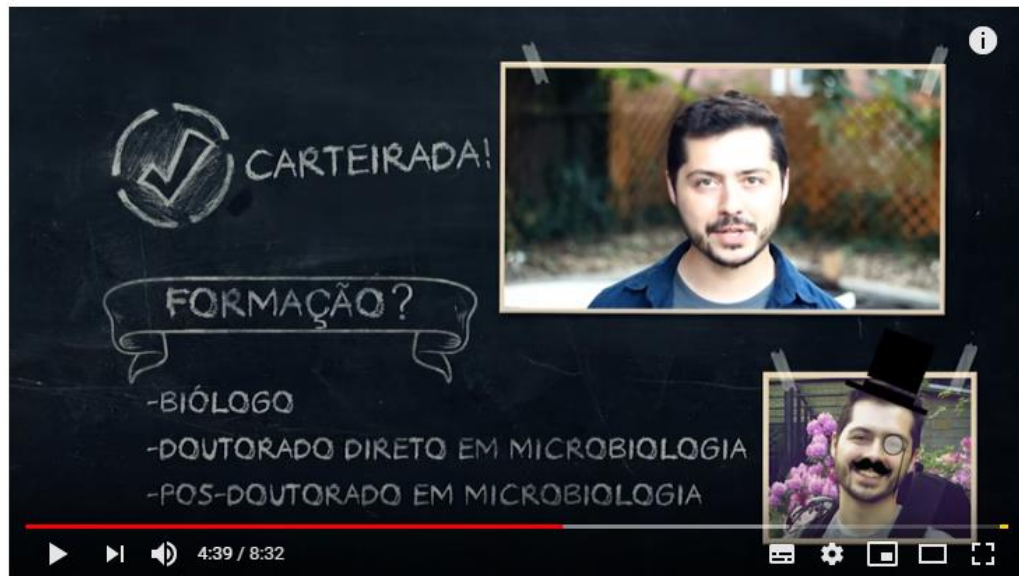 CARTEIRADA!
FORMAÇÃO?
-BIÓLOGO
-DOUTORADO DIRETO EM MICROBIOLOGIA
-POS-DOUTORADO EM MICROBIOLOGIA
4:39 / 8:32